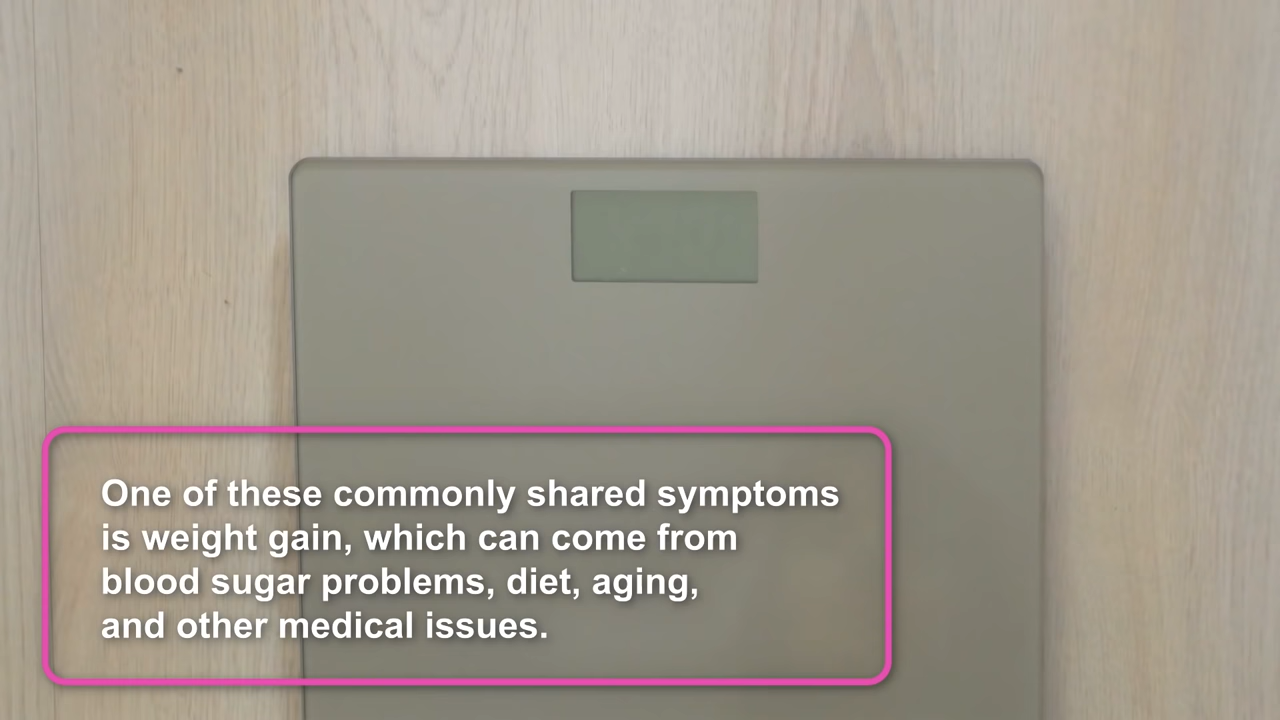 One of these commonly shared symptoms
is weight gain, which can come from
blood sugar problems, diet, aging,
and other medical issues.